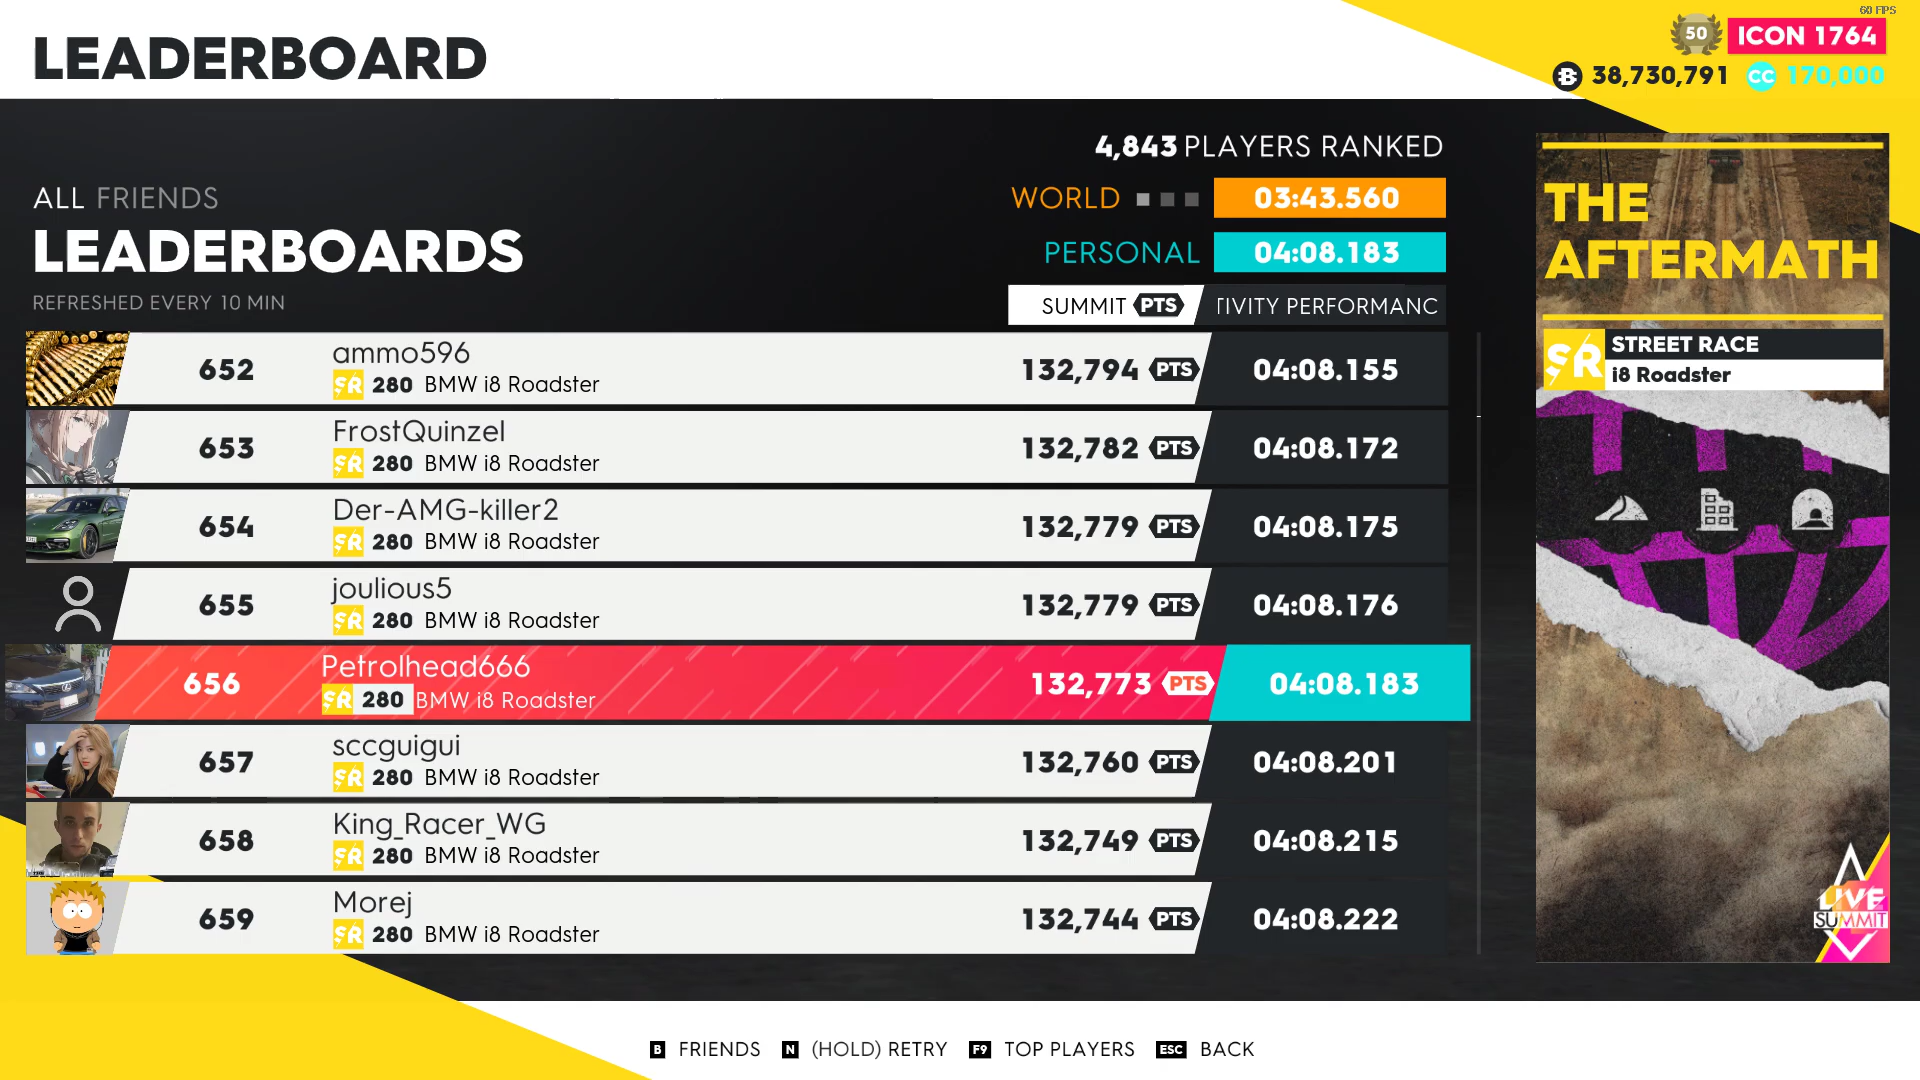 60 FPS
LEADERBOARD
50 ICON 1764
38,730,791 CC 170,000
4,843 PLAYERS RANKED
ALL FRIENDS
WORLD 03:43.560
LEADERBOARDS
PERSONAL 04:08.183
REFRESHED EVERY 10 MIN
SUMMIT PTS TIVITY PERFORMANC
652 ammo596 132,794 PTS 04:08.155
SR 280 BMW i8 Roadster
653 FrostQuinzel 132,782 PTS 04:08.172
SR 280 BMW i8 Roadster
654 Der-AMG-killer2 132,779 PTS 04:08.175
SR 280 BMW i8 Roadster
655 joulious5 132,779 PTS 04:08.176
SR 280 BMW i8 Roadster
656 Petrolhead666 132,773 PTS 04:08.183
SR 280 BMW i8 Roadster
657 sccguigui 132,760 PTS 04:08.201
SR 280 BMW i8 Roadster
658 King_Racer_WG 132,749 PTS 04:08.215
SR 280 BMW i8 Roadster
659 Morej 132,744 PTS 04:08.222
SR 280 BMW i8 Roadster
THE
AFTERMATH
SR STREET RACE
i8 Roadster
LIVE
SUMMIT
B FRIENDS N (HOLD) RETRY F9 TOP PLAYERS ESC BACK